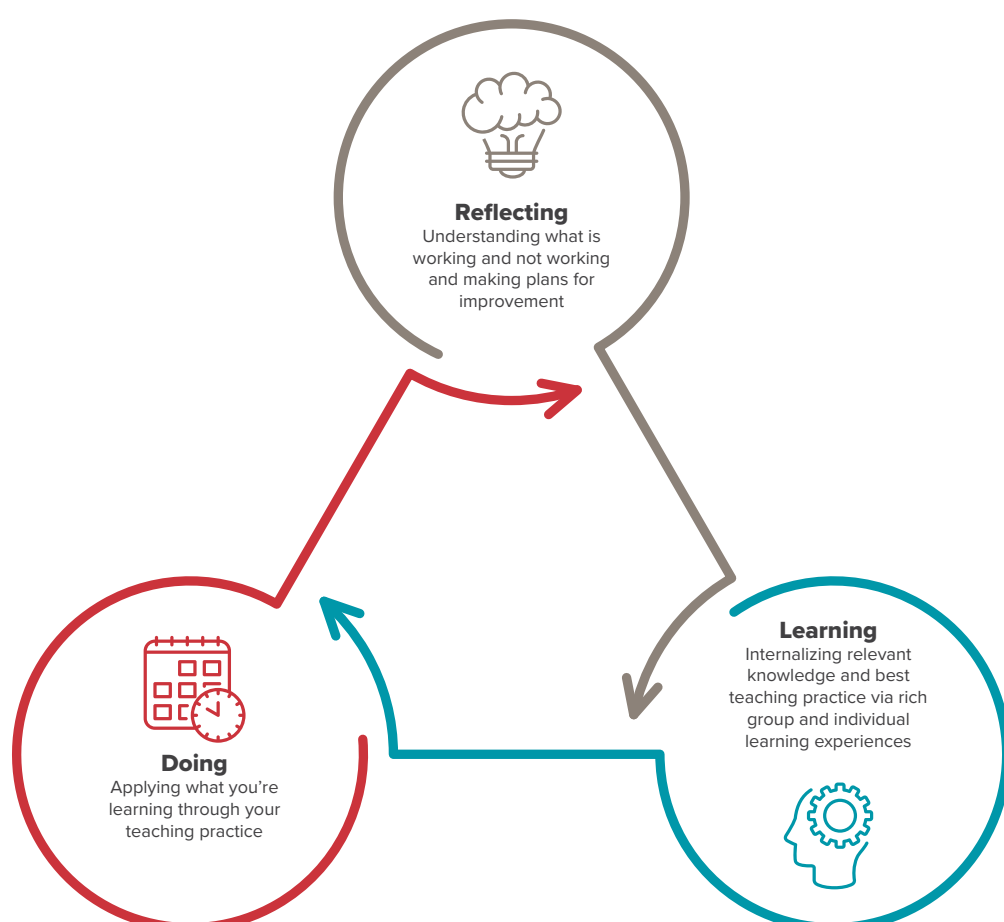 Reflecting
Understanding what is
working and not working
and making plans for
improvement
Learning
Internalizing relevant
knowledge and best
teaching practice via rich
group and individual
learning experiences
Doing
Applying what you’re
learning through your
teaching practice